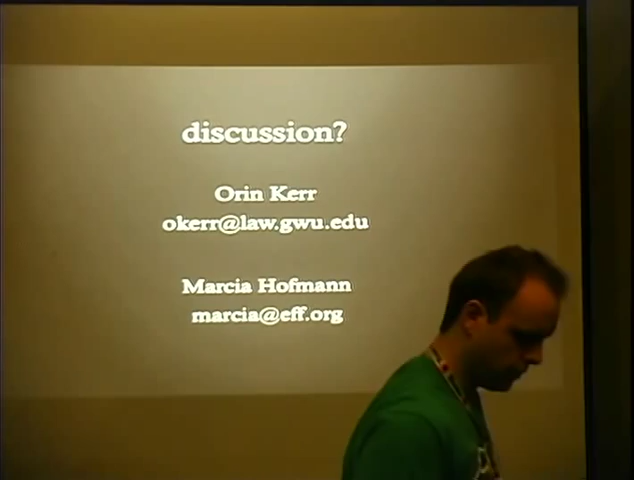 discussion?
Orin Kerr
okerr@law.gwu.edu
Marcia Hofmann
marcia@eff.org